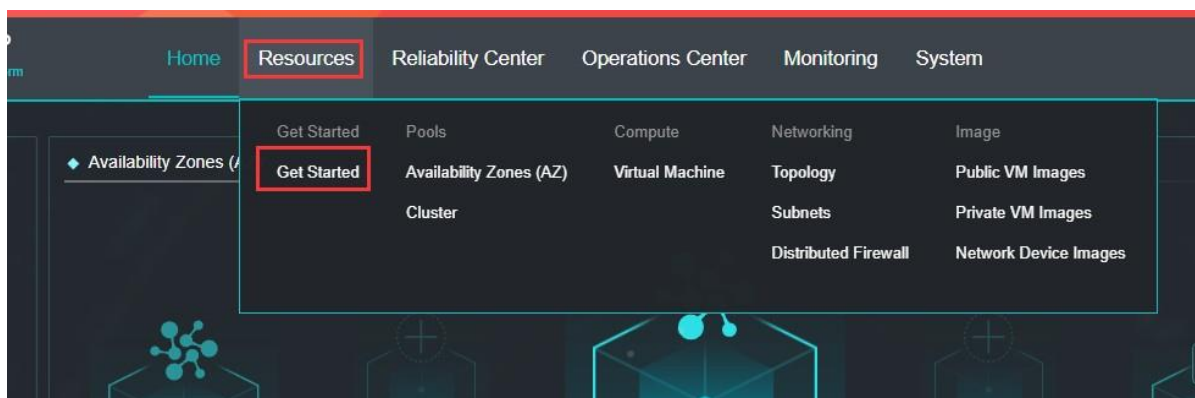 Home Resources Reliability Center Operations Center Monitoring System
Get Started Pools Compute Networking Image
Availability Zones (
Get Started Availability Zones (AZ) Virtual Machine Topology Public VM Images
Cluster Subnets Private VM Images
Distributed Firewall Network Device Images